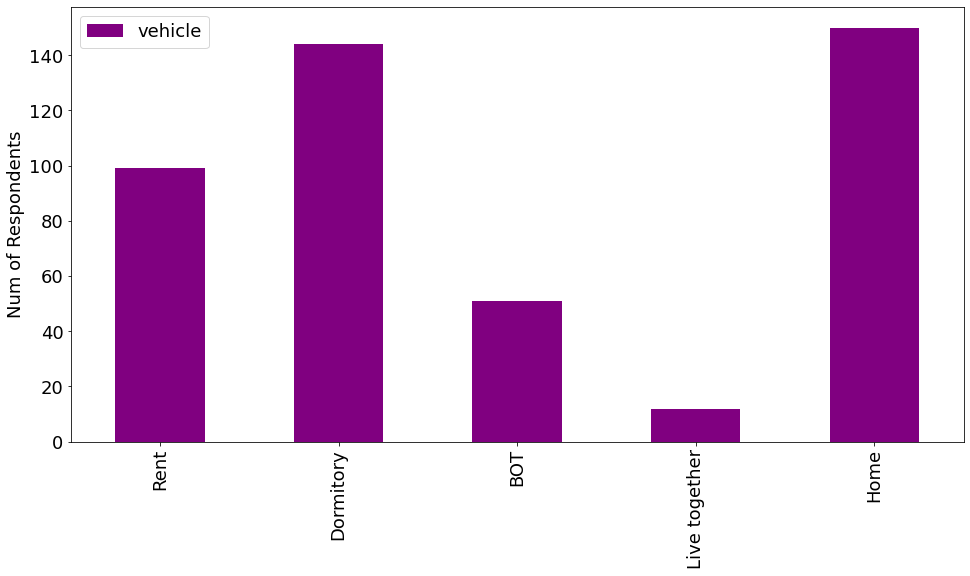 vehicle
Num of Respondents
140
120
100
80
60
40
20
0
Rent
Dormitory
BOT
Live together
Home